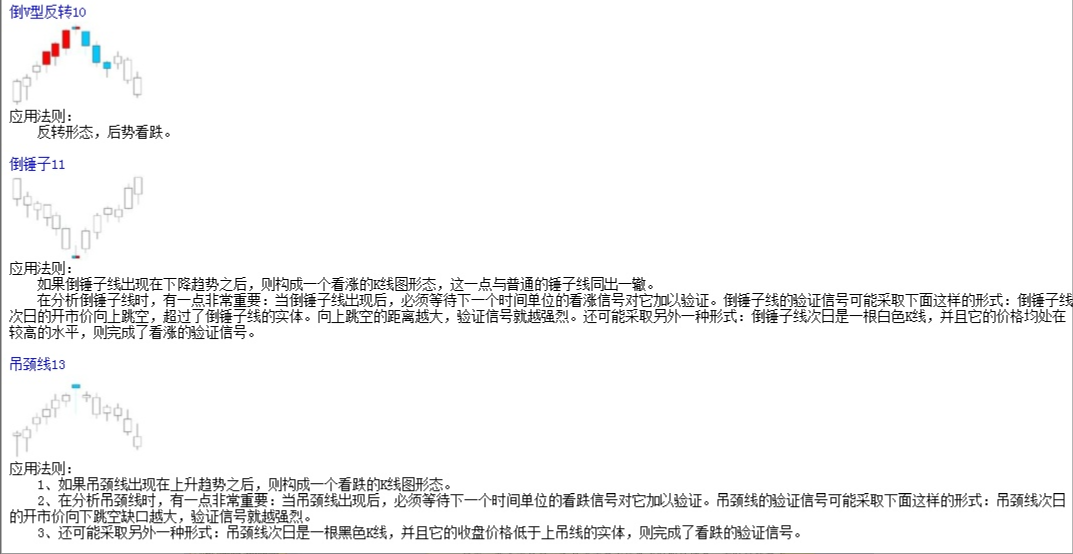 倒V型反转10
应用法则：
反转形态，后势看跌。
倒锤子11
应用法则：
如果倒锤子线出现在下降趋势之后，则构成一个看涨的K线图形态，这一点与普通的锤子线同出一辙。
在分析倒锤子线时，有一点非常重要：当倒锤子线出现后，必须等待下一个时间单位的看涨信号对它加以验证。倒锤子线的验证信号可能采取下面这样的形式：倒锤子线
次日的开市价向上跳空，超过了倒锤子线的实体。向上跳空的距离越大，验证信号就越强烈。还可能采取另外一种形式：倒锤子线次日是一根白色K线，并且它的价格均处在
较高的水平，则完成了看涨的验证信号。
吊颈线13
应用法则：
1、如果吊颈线出现在上升趋势之后，则构成一个看跌的K线图形态。
2、在分析吊颈线时，有一点非常重要：当吊颈线出现后，必须等待下一个时间单位的看跌信号对它加以验证。吊颈线的验证信号可能采取下面这样的形式：吊颈线次日
的开市价向下跳空缺口越大，验证信号就越强烈。
3、还可能采取另外一种形式：吊颈线次日是一根黑色K线，并且它的收盘价格低于上吊线的实体，则完成了看跌的验证信号。